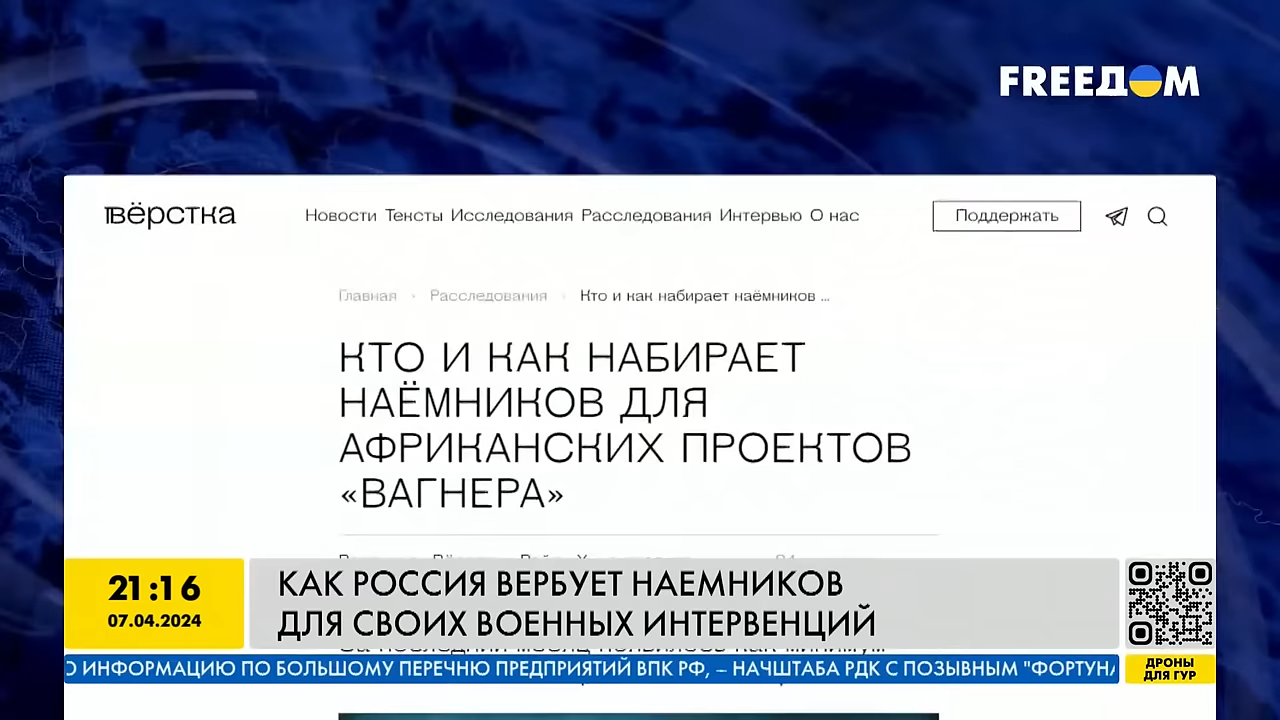 FREEДОМ
вёрстка
Новости Тексты Исследования Расследования Интервью О нас
Поддержать
Главная › Расследования › Кто и как набирает наёмников ...
КТО И КАК НАБИРАЕТ
НАЁМНИКОВ ДЛЯ
АФРИКАНСКИХ ПРОЕКТОВ
«ВАГНЕРА»
21:16
07.04.2024
КАК РОССИЯ ВЕРБУЕТ НАЕМНИКОВ
ДЛЯ СВОИХ ВОЕННЫХ ИНТЕРВЕНЦИЙ
О ИНФОРМАЦИЮ ПО БОЛЬШОМУ ПЕРЕЧНЮ ПРЕДПРИЯТИЙ ВПК РФ, – НАЧШТАБА РДК С ПОЗЫВНЫМ "ФОРТУНА
ДРОНЫ
ДЛЯ ГУР